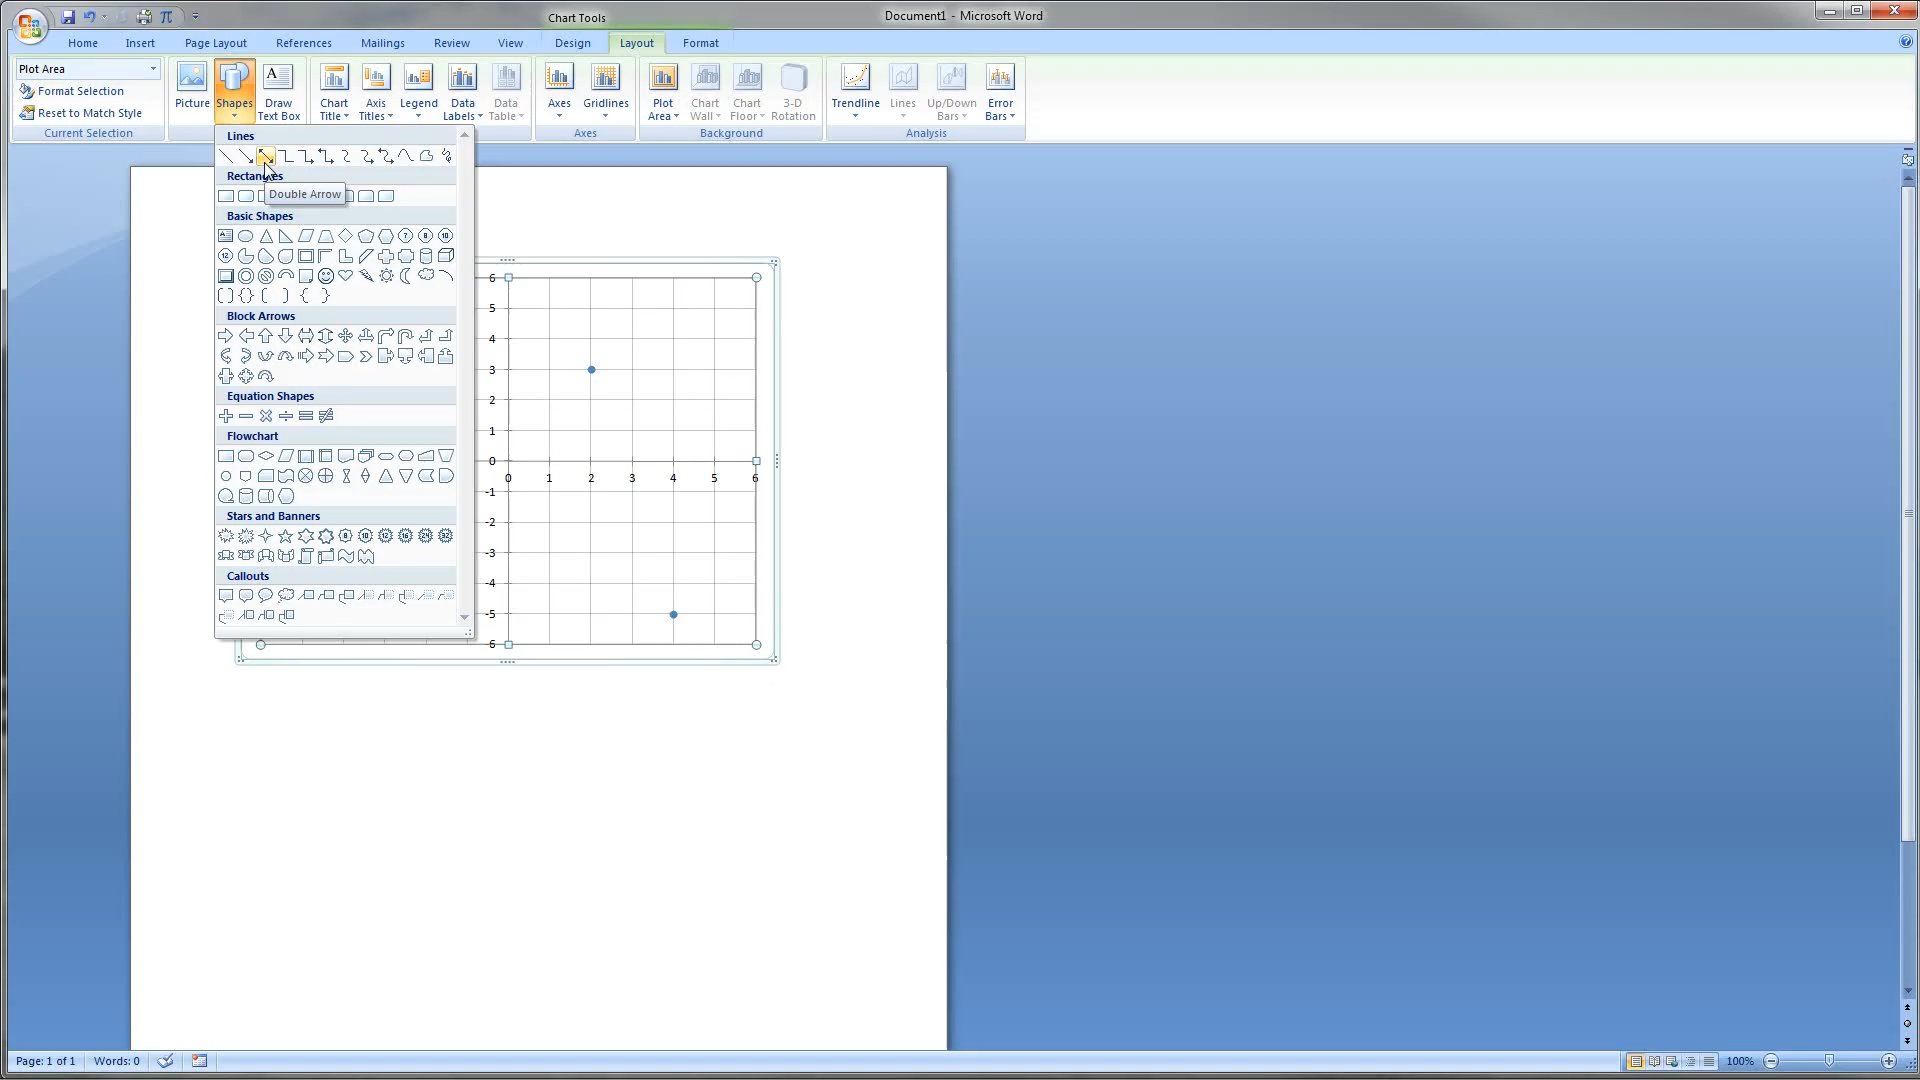 Chart Tools
Document1 - Microsoft Word
Home Insert Page Layout References Mailings Review View Design Layout Format
Plot Area
Format Selection
Reset to Match Style
Current Selection
Picture
Shapes
Draw
Text Box
Chart
Title
Axis
Titles
Legend
Data
Labels
Data
Table
Axes
Gridlines
Axes
Plot
Area
Chart
Wall
Chart
Floor
3-D
Rotation
Background
Trendline
Lines
Up/Down
Bars
Error
Bars
Analysis
Lines
Rectangles
Double Arrow
Basic Shapes
Block Arrows
Equation Shapes
Flowchart
Stars and Banners
Callouts
6
5
4
3
2
1
0
0 1 2 3 4 5 6
-1
-2
-3
-4
-5
-6
Page: 1 of 1 Words: 0 100%